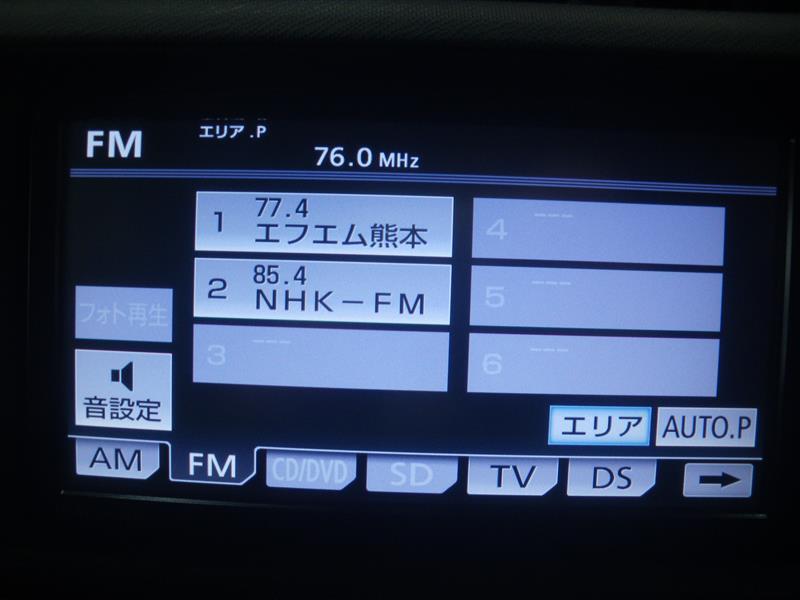 FM
エリア.P
76.0 MHz
1 77.4
エフエム熊本
2 85.4
NHK－FM
3 ---
4 ---
5 ---
6 ---
フォト再生
音設定
エリア
AUTO.P
AM
FM
CD/DVD
SD
TV
DS
→